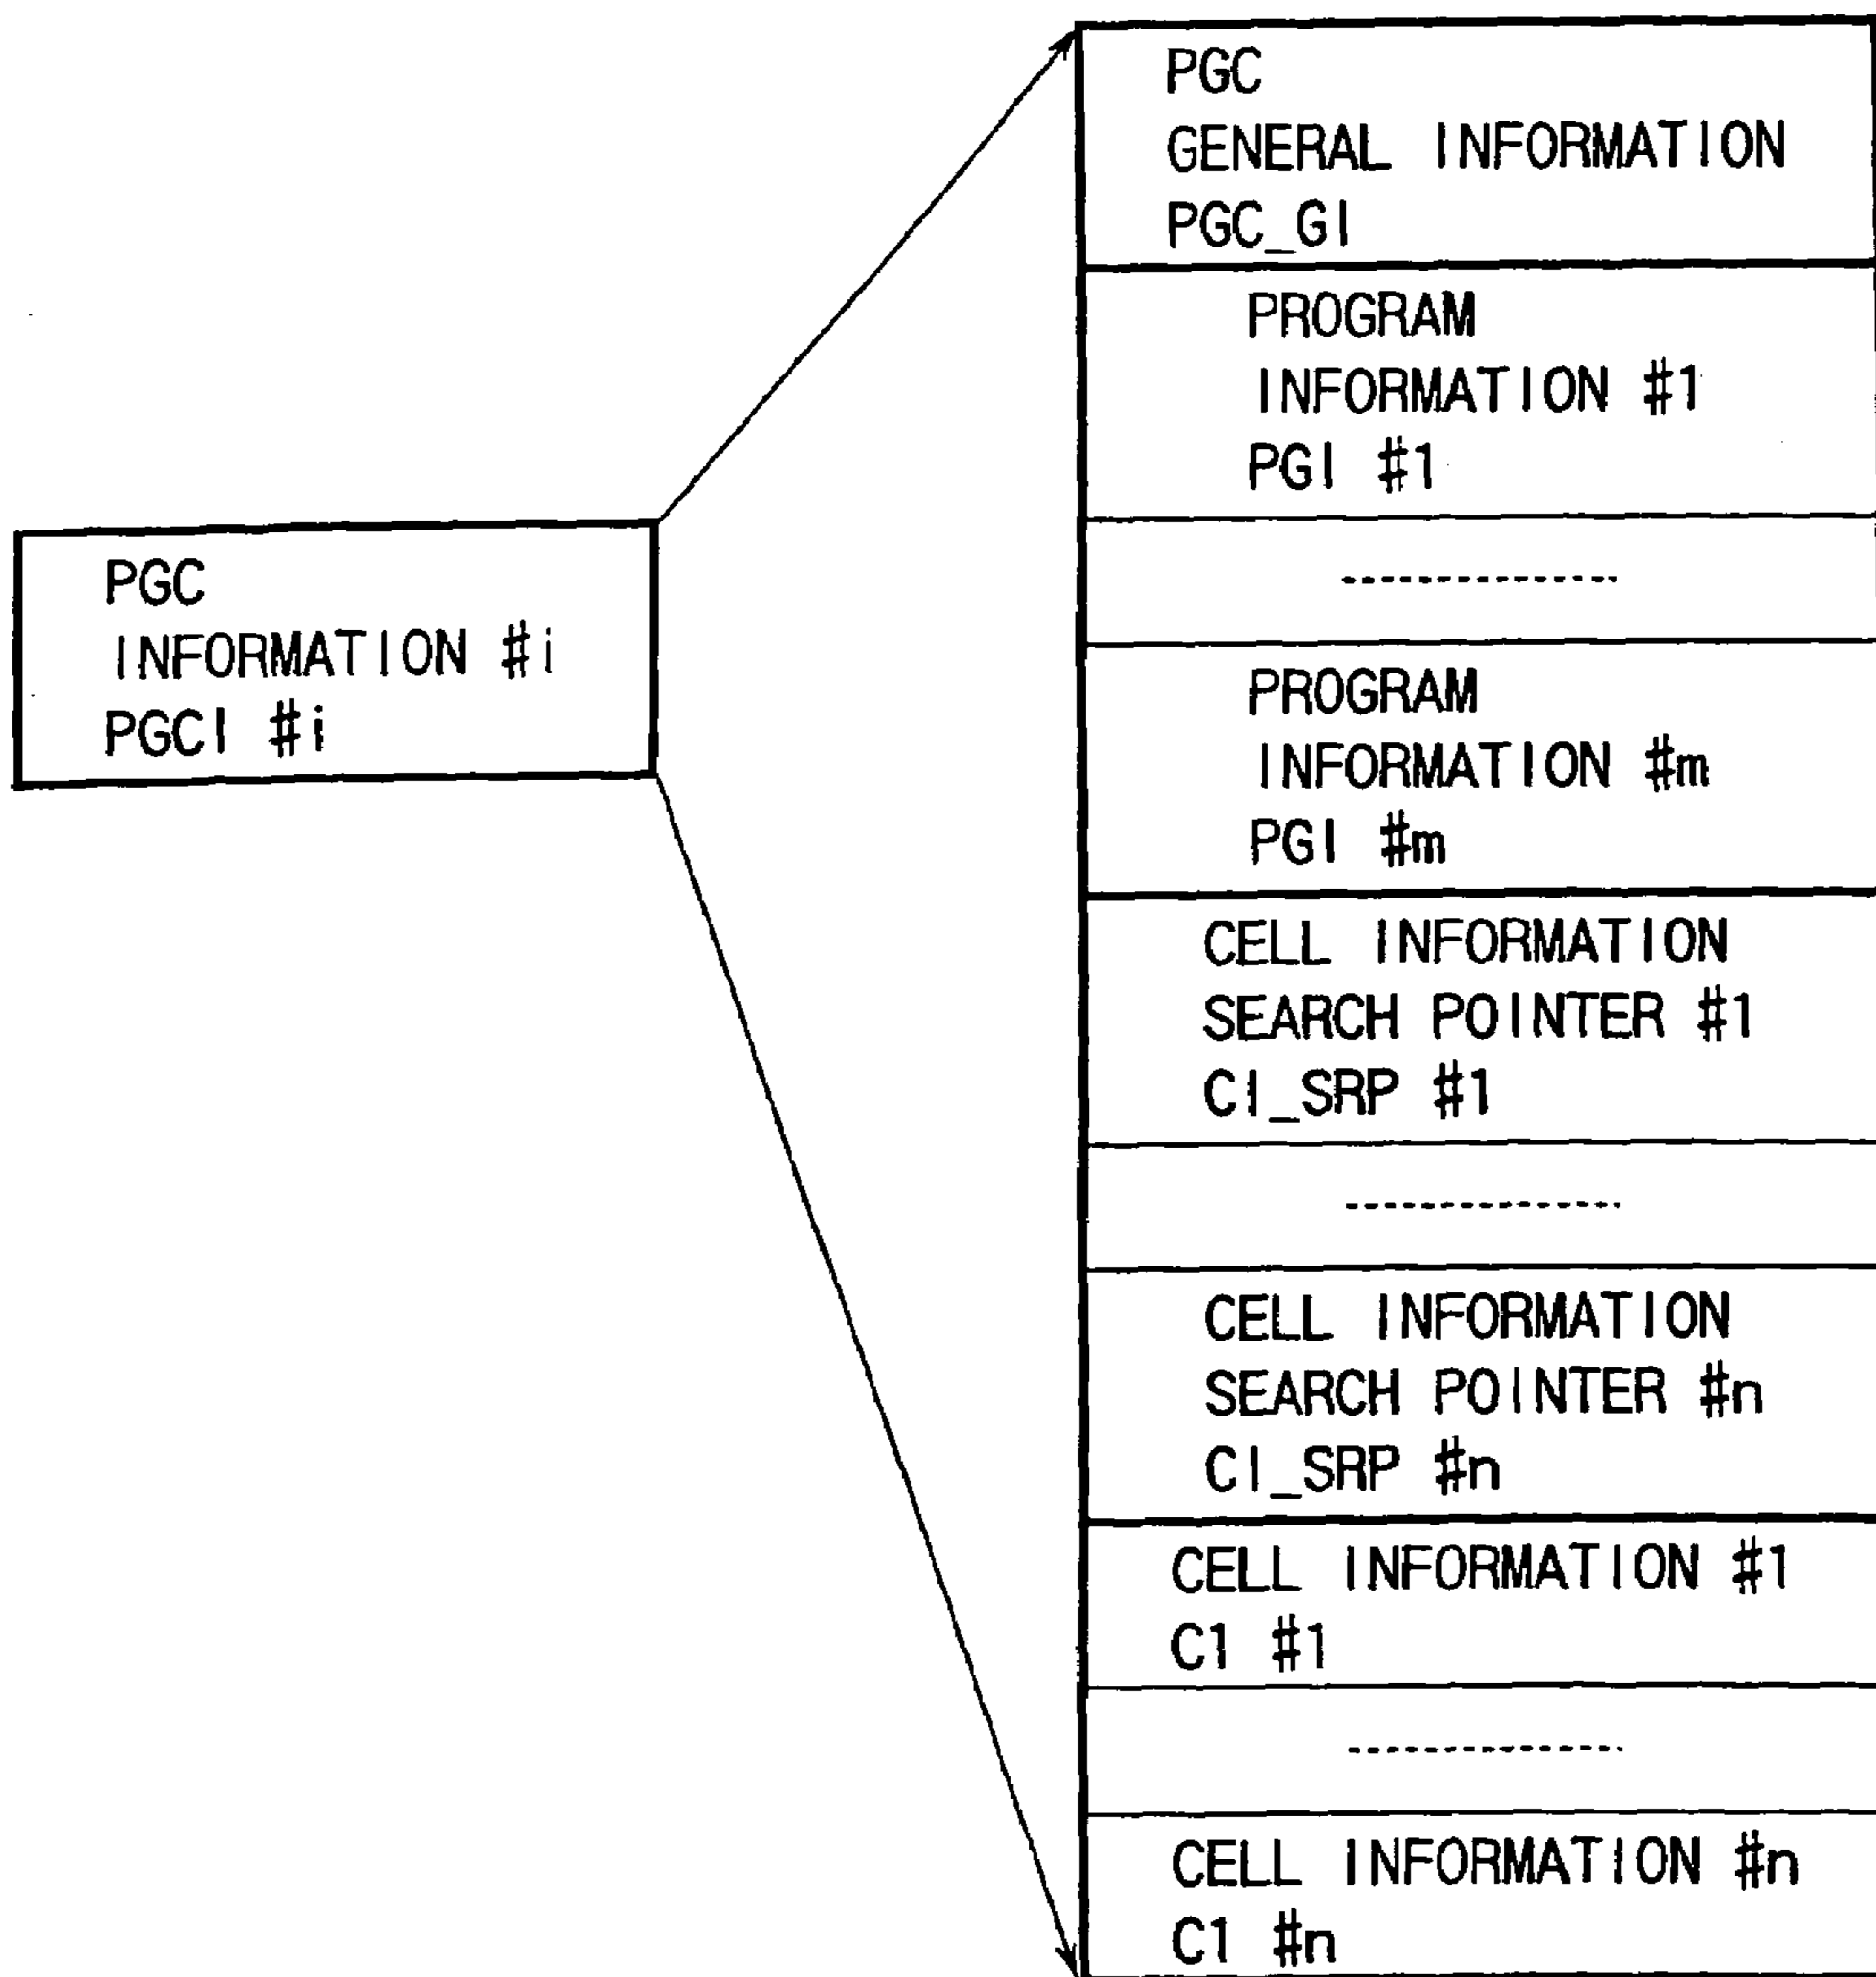 PGC
INFORMATION #i
PGCI #i
PGC
GENERAL INFORMATION
PGC_GI
PROGRAM
INFORMATION #1
PGI #1
PROGRAM
INFORMATION #m
PGI #m
CELL INFORMATION
SEARCH POINTER #1
CI_SRP #1
CELL INFORMATION
SEARCH POINTER #n
CI_SRP #n
CELL INFORMATION #1
C1 #1
CELL INFORMATION #n
C1 #n